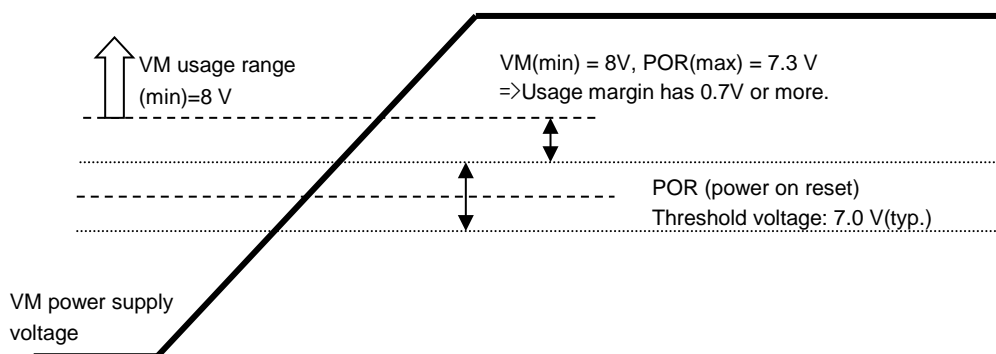 VM usage range
(min)=8 V
VM(min) = 8V, POR(max) = 7.3 V
=>Usage margin has 0.7V or more.
POR (power on reset)
Threshold voltage: 7.0 V(typ.)
VM power supply
voltage